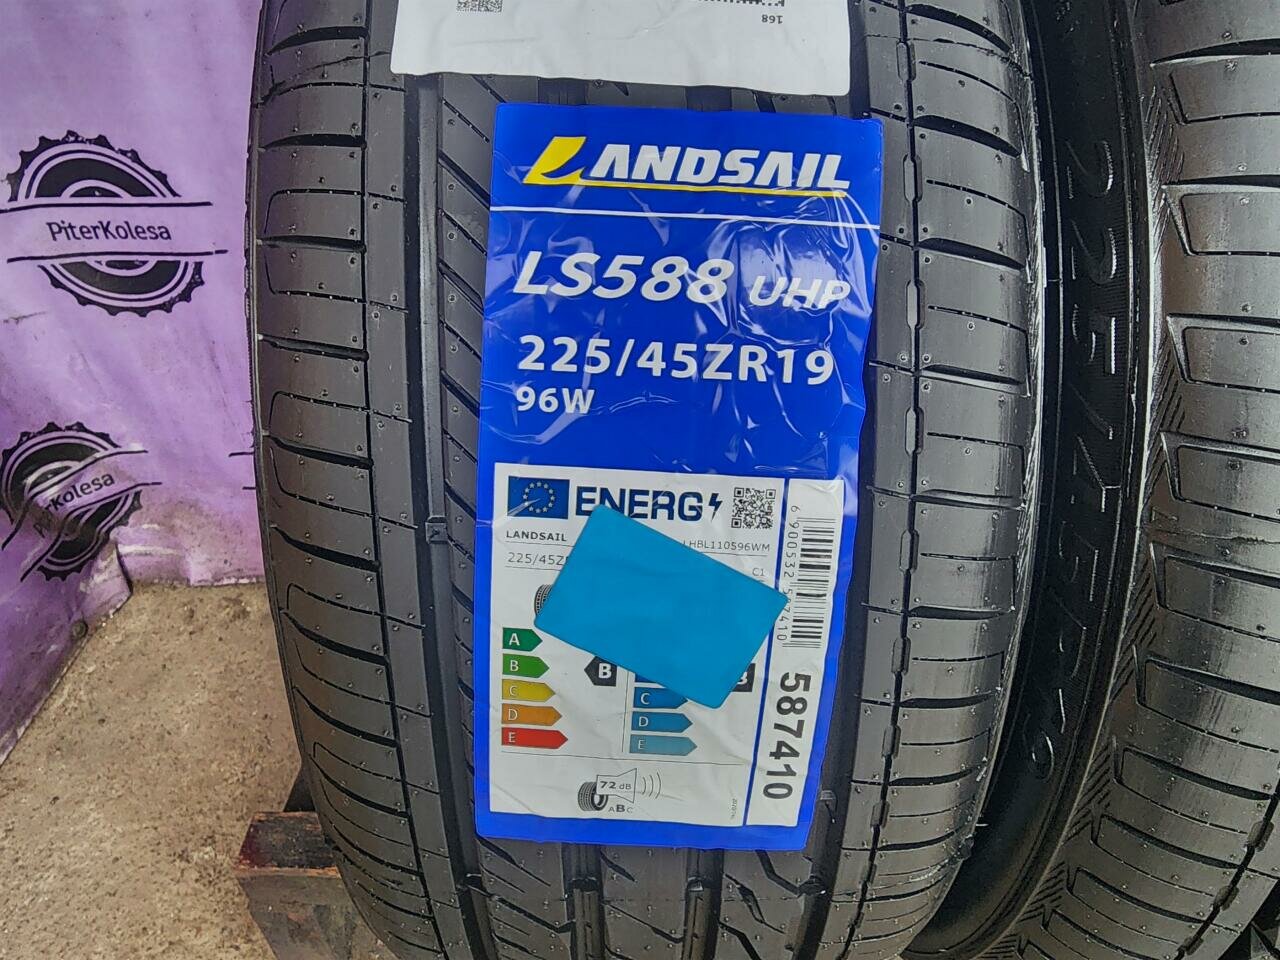 168
LANDSAIL
LS588 UHP
225/45ZR19
96W
ENERG
LANDSAIL
LHBL110596WM
225/45Z
C1
A
B
C
D
E
B
C
D
E
B
72 dB
ABC
6900532587410
587410
PiterKolesa
PiterKolesa